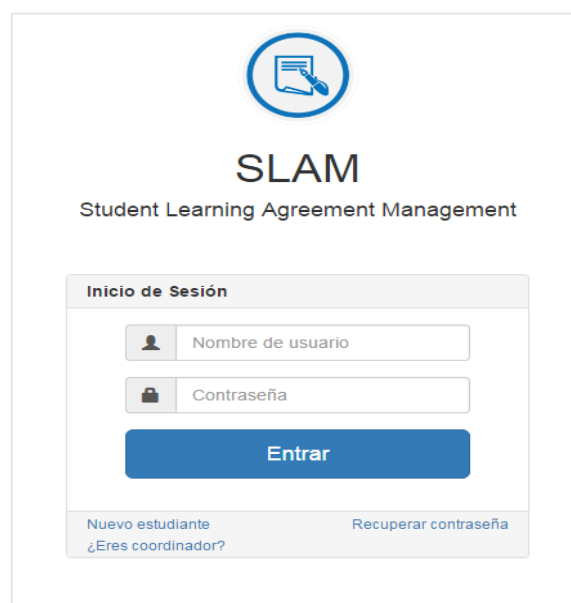 SLAM
Student Learning Agreement Management
Inicio de Sesión
Nombre de usuario
Contraseña
Entrar
Nuevo estudiante Recuperar contraseña
¿Eres coordinador?